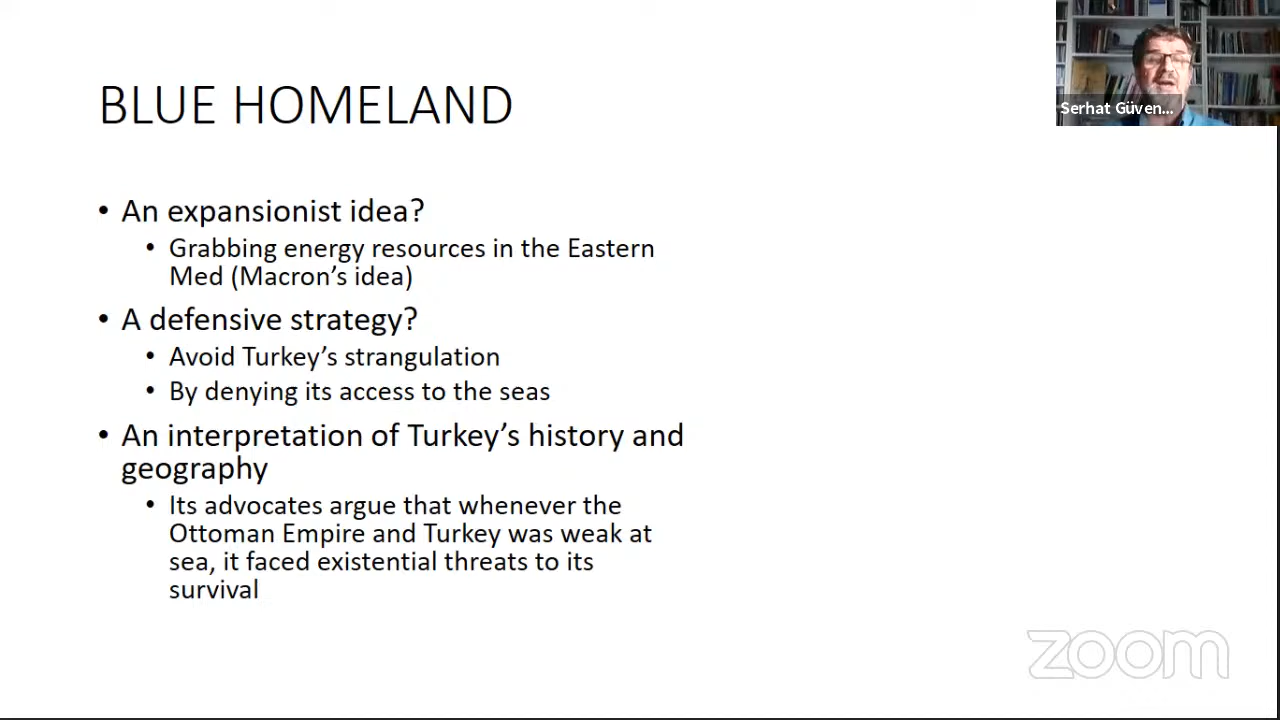 BLUE HOMELAND
Serhat Güven...
• An expansionist idea?
• Grabbing energy resources in the Eastern
Med (Macron’s idea)
• A defensive strategy?
• Avoid Turkey’s strangulation
• By denying its access to the seas
• An interpretation of Turkey’s history and
geography
• Its advocates argue that whenever the
Ottoman Empire and Turkey was weak at
sea, it faced existential threats to its
survival
zoom